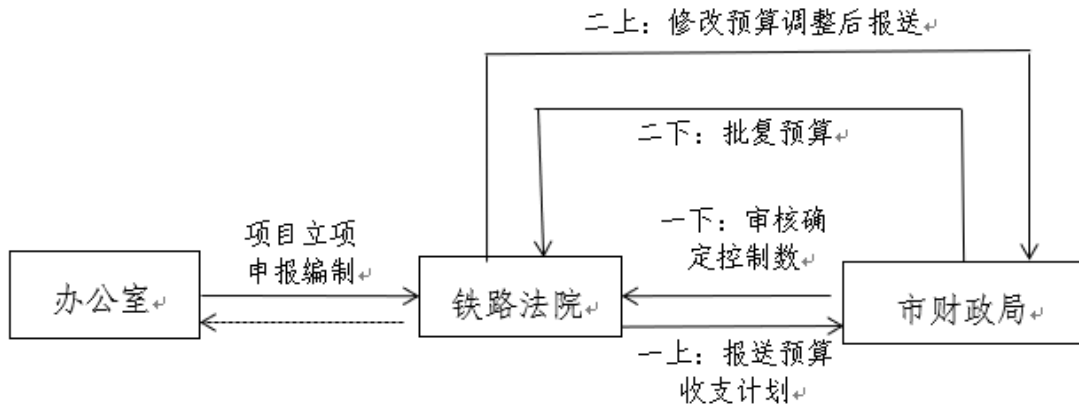 二上：修改预算调整后报送
二下：批复预算
项目立项
申报编制
一下：审核确
定控制数
办公室
铁路法院
市财政局
一上：报送预算
收支计划